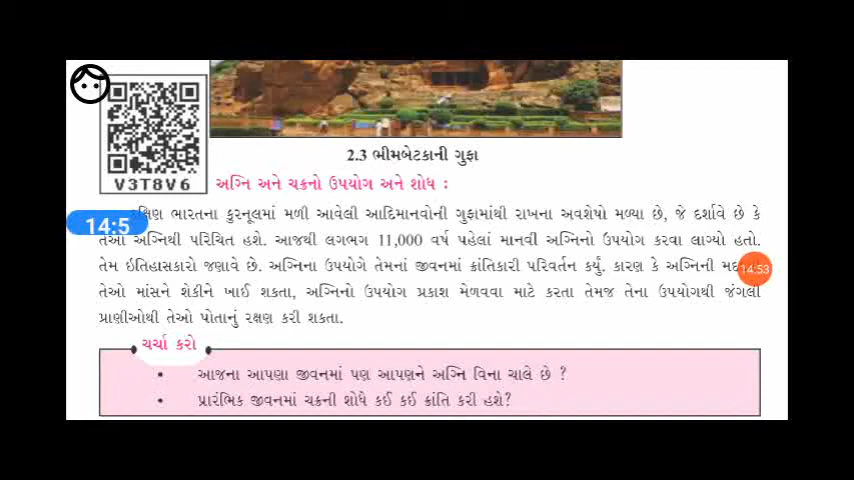 V3T8V6
2.3 ભીમબેટકાની ગુફા
અગ્નિ અને ચક્રનો ઉપયોગ અને શોધ :
ભારતના કુરનૂલમાં મળી આવેલી આદિમાનવોની ગુફામાંથી રાખના અવશેષો મળ્યા છે, જે દર્શાવે છે કે
14:5
તેઓ અગ્નિથી પરિચિત હશે. આજથી લગભગ 11,000 વર્ષ પહેલાં માનવી અગ્નિનો ઉપયોગ કરવા લાગ્યો હતો.
તેમ ઇતિહાસકારો જણાવે છે. અગ્નિના ઉપયોગે તેમનાં જીવનમાં ક્રાંતિકારી પરિવર્તન કર્યું. કારણ કે અગ્નિની
14:53
તેઓ માંસને શેકીને ખાઈ શકતા, અગ્નિનો ઉપયોગ પ્રકાશ મેળવવા માટે કરતા તેમજ તેના ઉપયોગથી જંગલી
પ્રાણીઓથી તેઓ પોતાનું રક્ષણ કરી શકતા.
ચર્ચા કરો
• આજના આપણા જીવનમાં પણ આપણને અગ્નિ વિના ચાલે છે ?
• પ્રારંભિક જીવનમાં ચક્રની શોધે કઈ કઈ ક્રાંતિ કરી હશે?